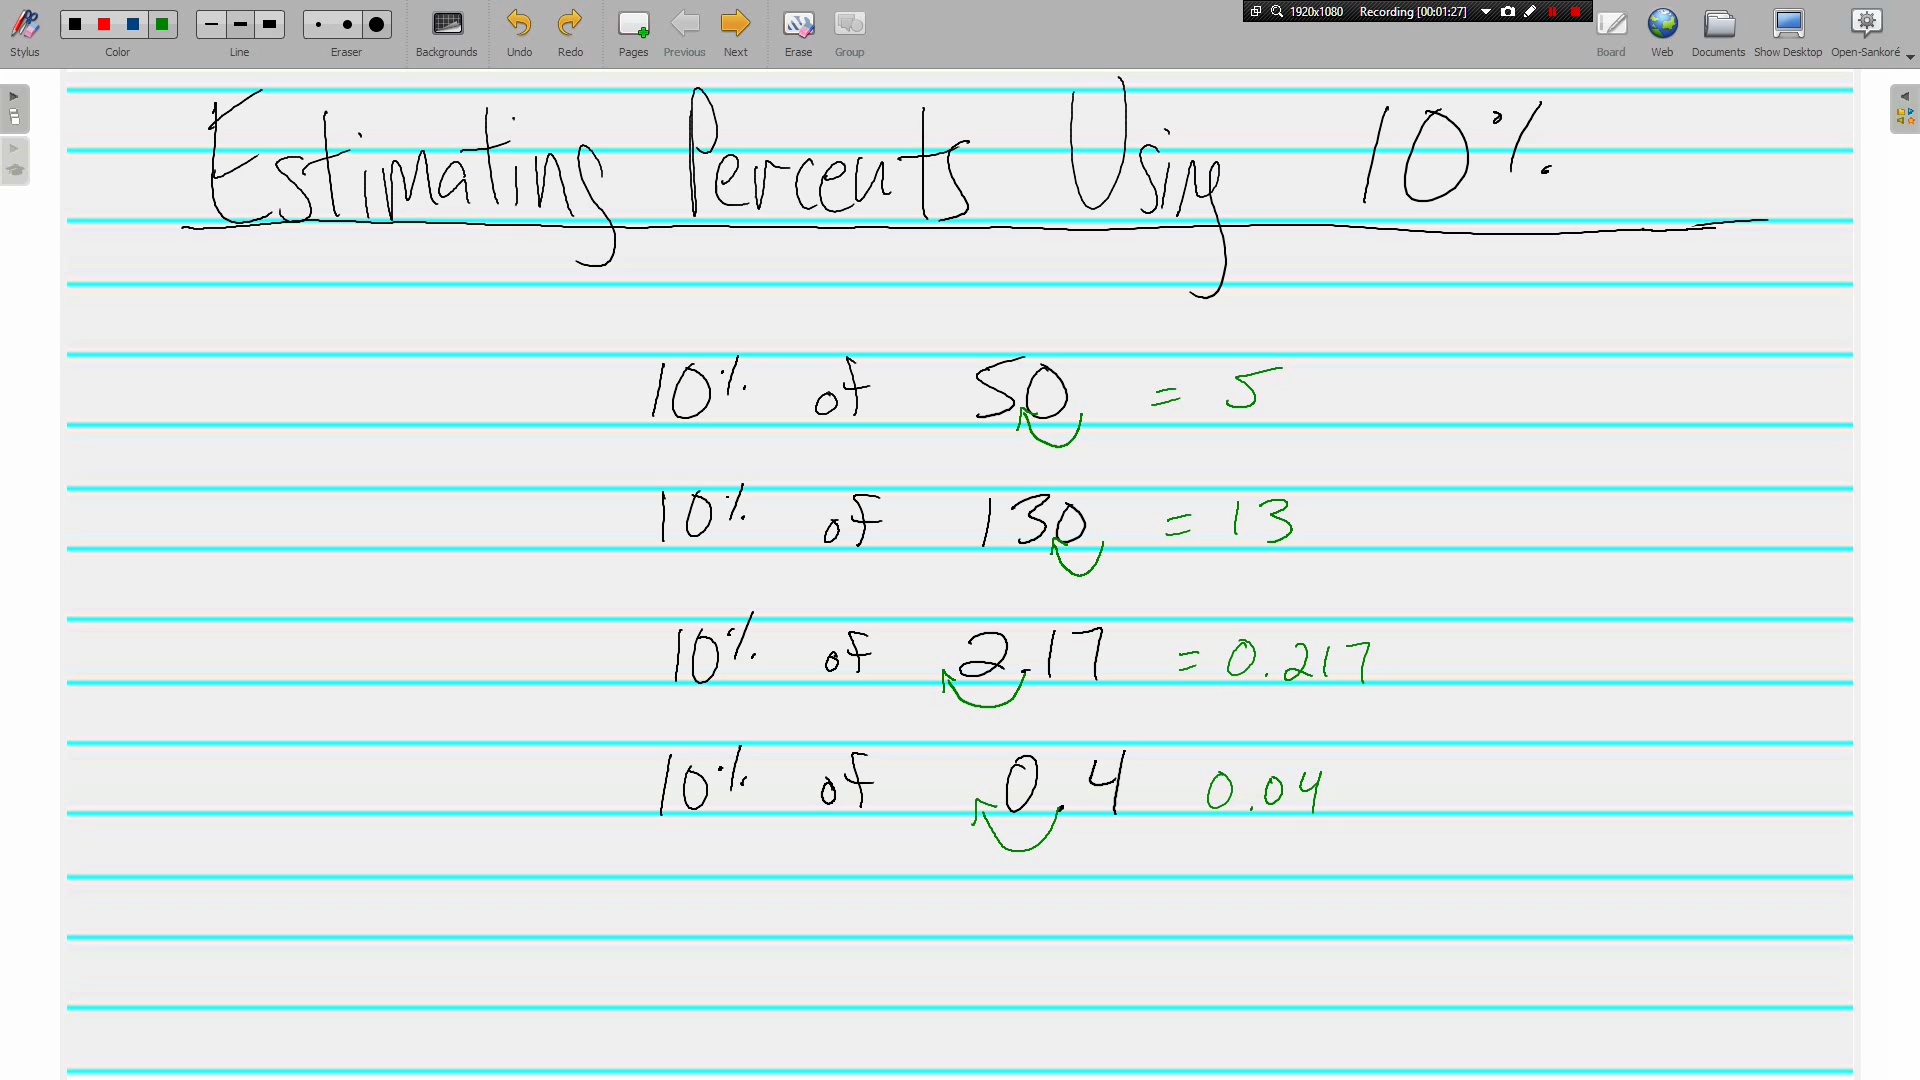 1920x1080 Recording [00:01:27]
Stylus Color Line Eraser Backgrounds Undo Redo Pages Previous Next Erase Group Board Web Documents Show Desktop Open-Sankoré
Estimating Percents Using 10%
10% of 50 = 5
10% of 130 = 13
10% of 2.17 = 0.217
10% of 0.4 0.04